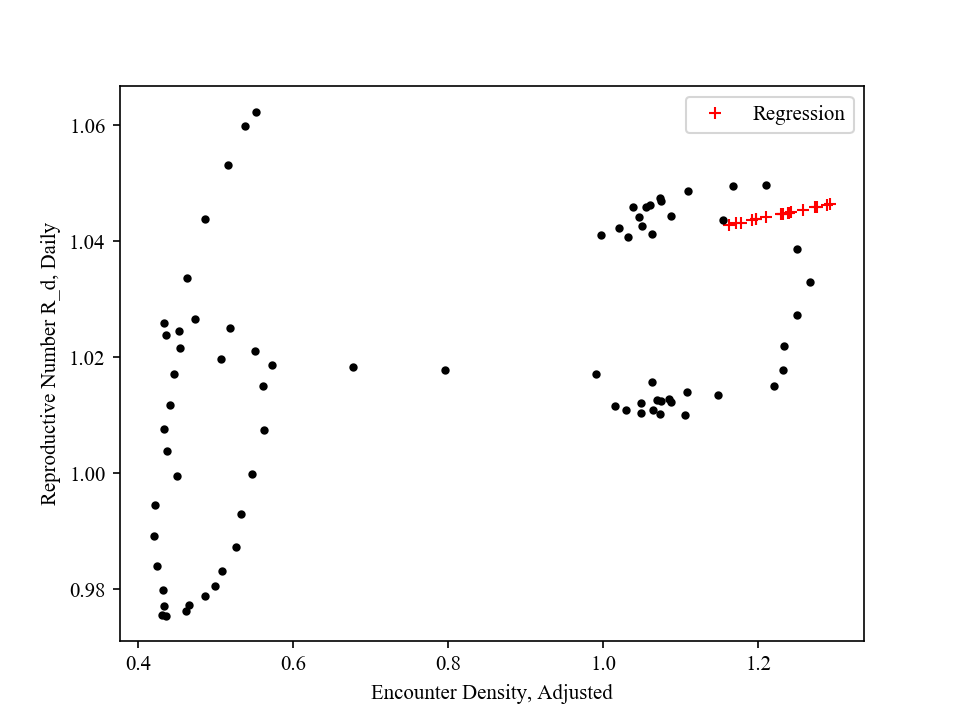 Regression
1.06
1.04
1.02
1.00
0.98
Reproductive Number R_d, Daily
0.4 0.6 0.8 1.0 1.2
Encounter Density, Adjusted